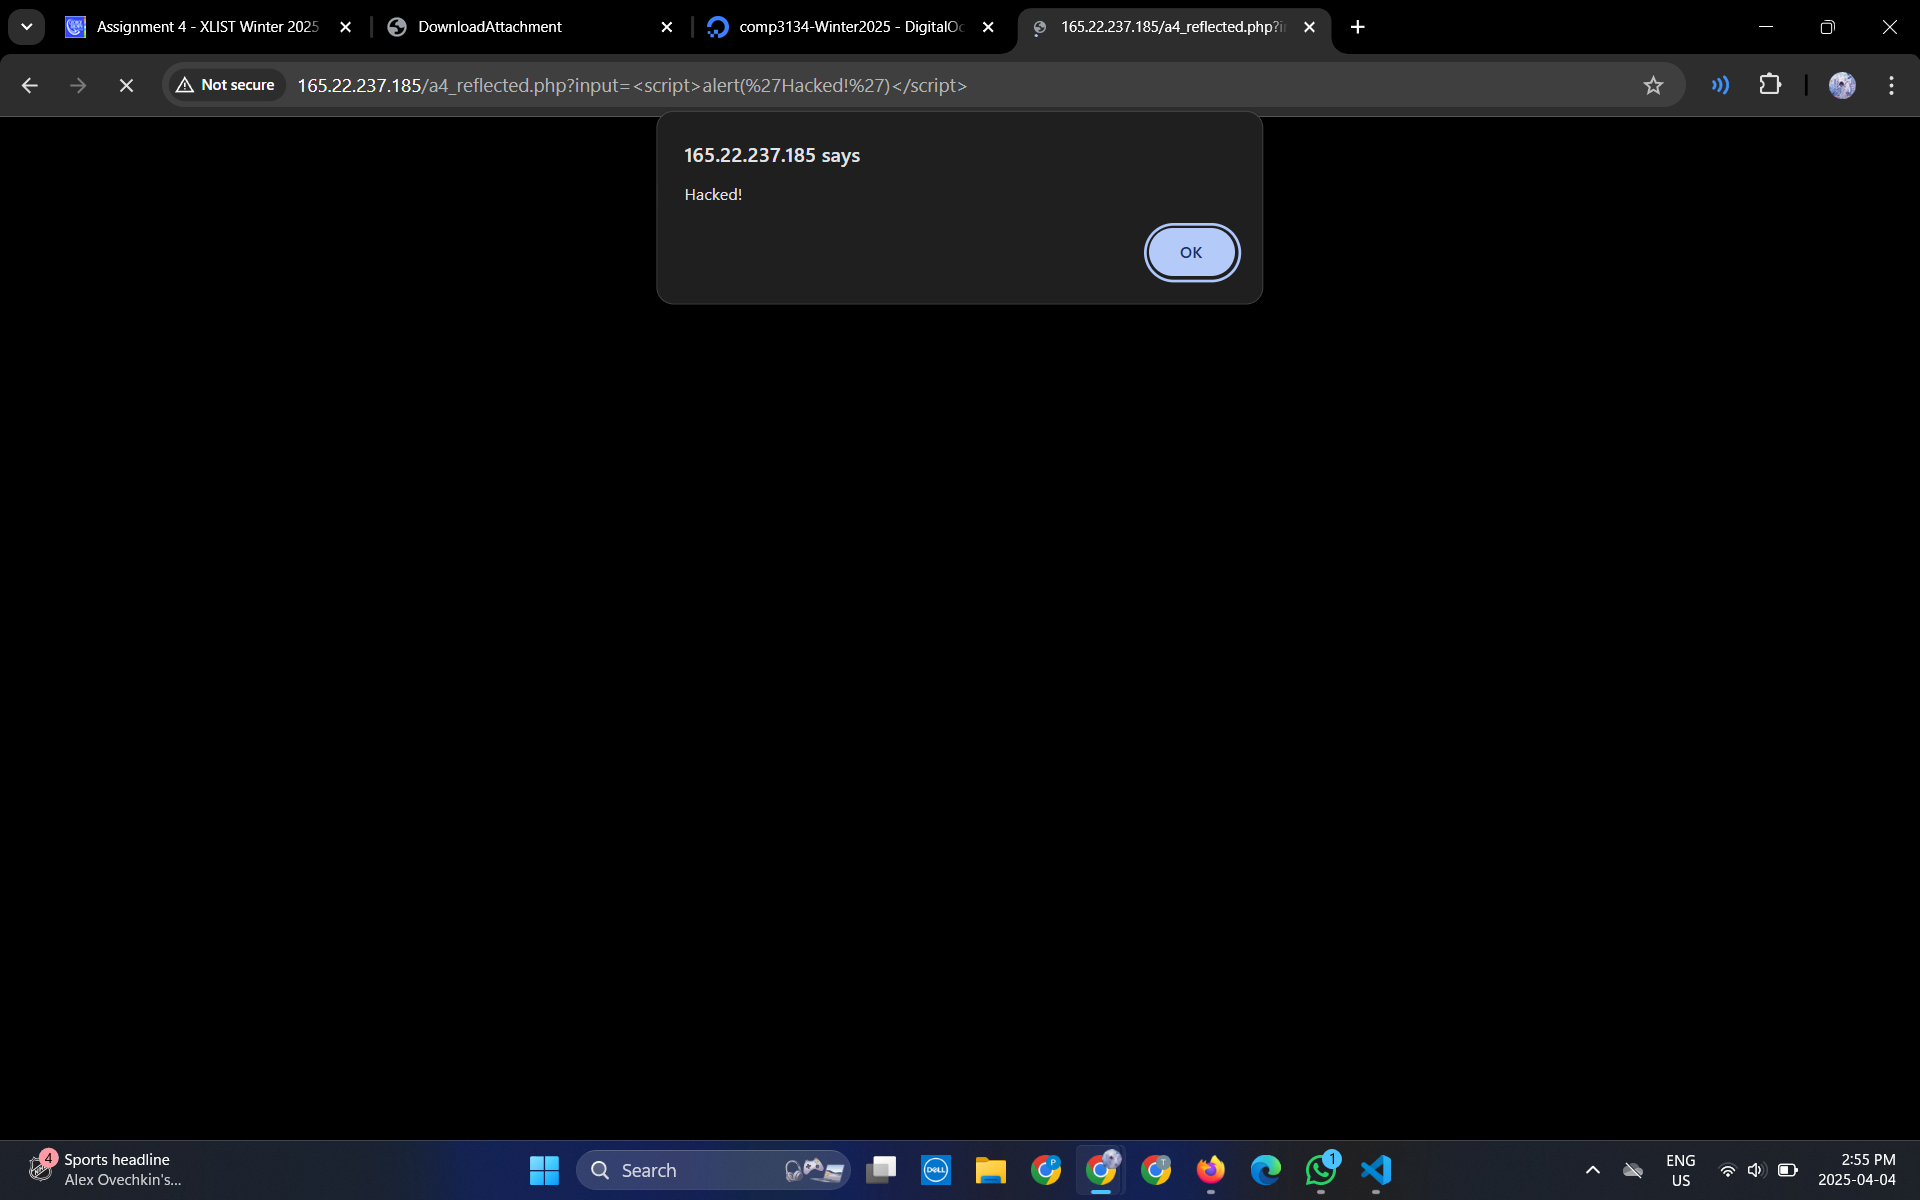 Assignment 4 - XLIST Winter 2025
DownloadAttachment
comp3134-Winter2025 - DigitalOc
165.22.237.185/a4_reflected.php?i
Not secure
165.22.237.185/a4_reflected.php?input=<script>alert(%27Hacked!%27)</script>
165.22.237.185 says
Hacked!
OK
4
Sports headline
Alex Ovechkin's...
Search
DELL
P
T
1
ENG
US
2:55 PM
2025-04-04